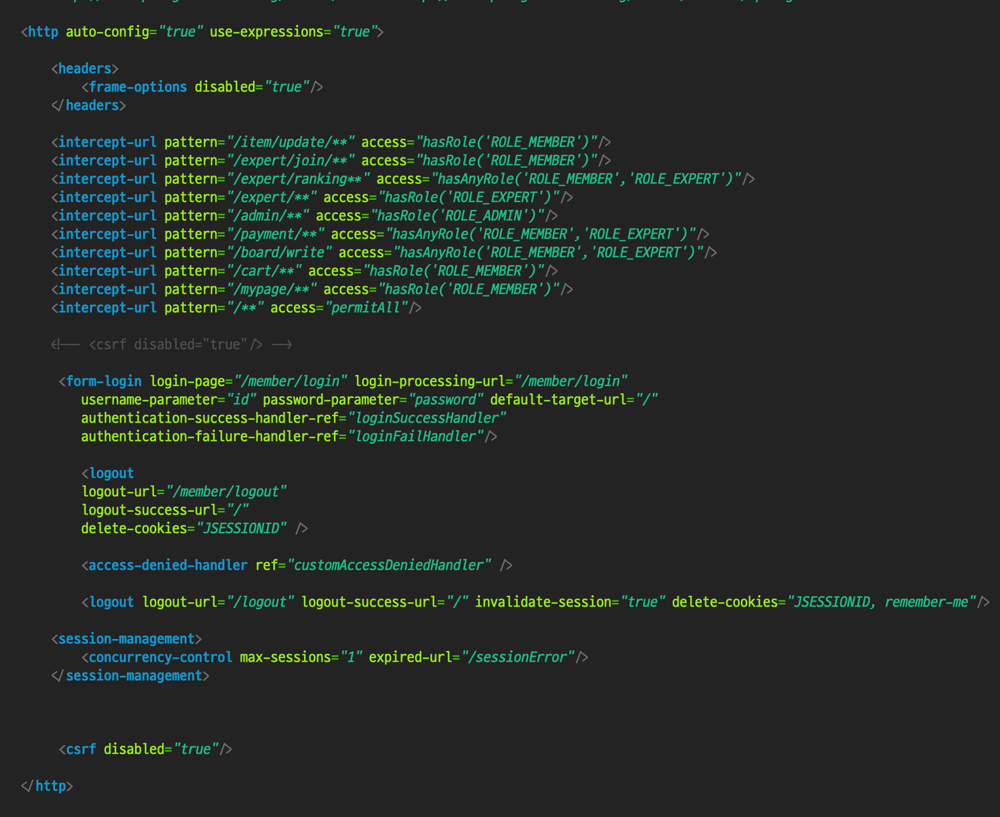 <http auto-config="true" use-expressions="true">
<headers>
<frame-options disabled="true"/>
</headers>
<intercept-url pattern="/item/update/**" access="hasRole('ROLE_MEMBER')"/>
<intercept-url pattern="/expert/join/**" access="hasRole('ROLE_MEMBER')"/>
<intercept-url pattern="/expert/ranking**" access="hasAnyRole('ROLE_MEMBER','ROLE_EXPERT')"/>
<intercept-url pattern="/expert/**" access="hasRole('ROLE_EXPERT')"/>
<intercept-url pattern="/admin/**" access="hasRole('ROLE_ADMIN')"/>
<intercept-url pattern="/payment/**" access="hasAnyRole('ROLE_MEMBER','ROLE_EXPERT')"/>
<intercept-url pattern="/board/write" access="hasAnyRole('ROLE_MEMBER','ROLE_EXPERT')"/>
<intercept-url pattern="/cart/**" access="hasRole('ROLE_MEMBER')"/>
<intercept-url pattern="/mypage/**" access="hasRole('ROLE_MEMBER')"/>
<intercept-url pattern="/**" access="permitAll"/>
<!-- <csrf disabled="true"/> -->
<form-login login-page="/member/login" login-processing-url="/member/login"
username-parameter="id" password-parameter="password" default-target-url="/"
authentication-success-handler-ref="loginSuccessHandler"
authentication-failure-handler-ref="loginFailHandler"/>
<logout
logout-url="/member/logout"
logout-success-url="/"
delete-cookies="JSESSIONID" />
<access-denied-handler ref="customAccessDeniedHandler" />
<logout logout-url="/logout" logout-success-url="/" invalidate-session="true" delete-cookies="JSESSIONID, remember-me"/>
<session-management>
<concurrency-control max-sessions="1" expired-url="/sessionError"/>
</session-management>
<csrf disabled="true"/>
</http>